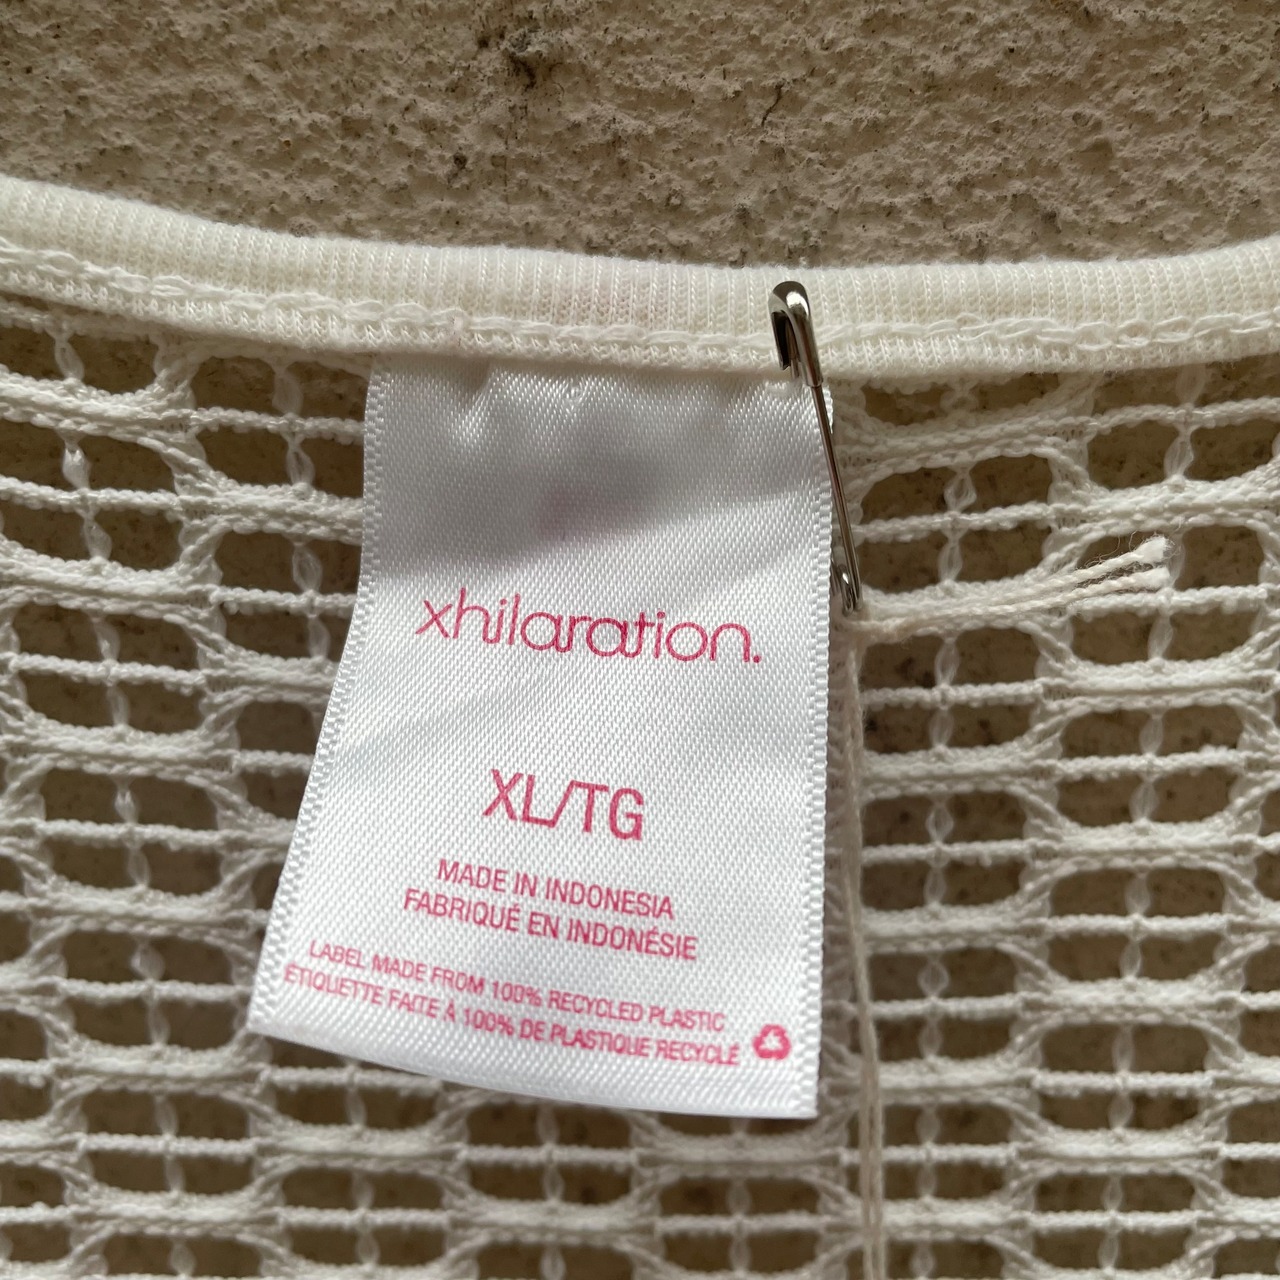 xhilaration.
XL/TG
MADE IN INDONESIA
FABRIQUÉ EN INDONÉSIE
LABEL MADE FROM 100% RECYCLED PLASTIC
ÉTIQUETTE FAITE À 100% DE PLASTIQUE RECYCLÉ